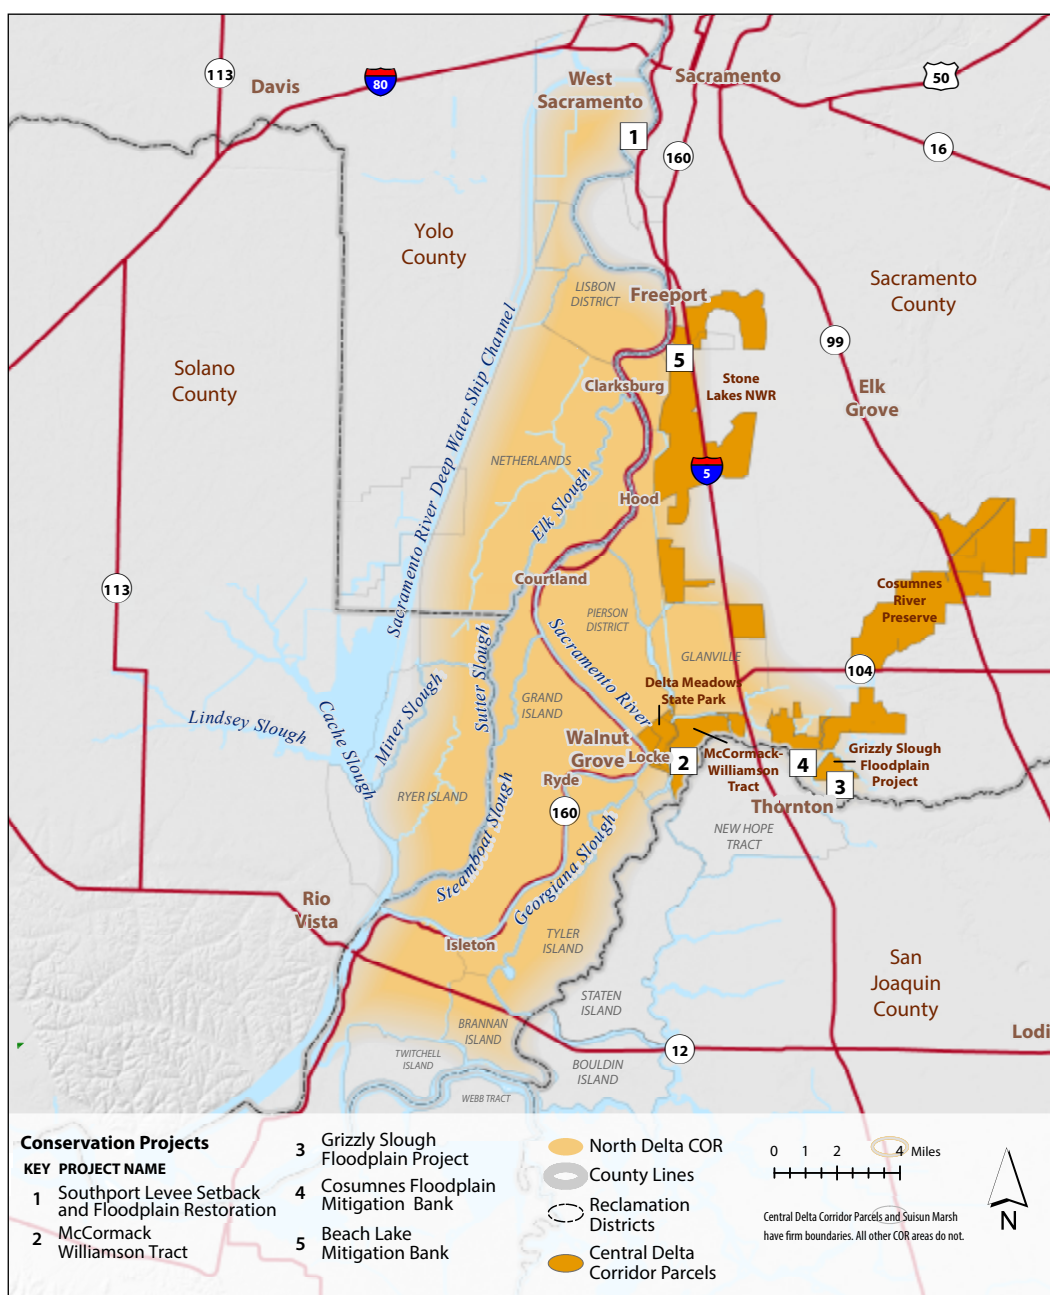 113
Davis
80
West
Sacramento
Sacramento
50
1
160
16
Yolo
County
Sacramento
County
LISBON
DISTRICT
Freeport
Sacramento River Deep Water Ship Channel
99
Solano
County
5
Clarksburg
Stone
Lakes NWR
Elk
Grove
NETHERLANDS
5
Elk Slough
Hood
113
Courtland
Cosumnes
River
Preserve
PIERSON
DISTRICT
Sacramento River
Sutter Slough
GLANVILLE
104
Delta Meadows
State Park
Miner Slough
GRAND
ISLAND
Lindsey Slough
Cache Slough
Walnut
Grove
Locke
2
McCormack-
Williamson
Tract
4
Grizzly Slough
Floodplain
Project
3
Ryde
RYER ISLAND
160
Thornton
Steamboat Slough
Georgiana Slough
NEW HOPE
TRACT
Rio
Vista
Isleton
TYLER
ISLAND
San
Joaquin
County
STATEN
ISLAND
BRANNAN
ISLAND
Lodi
12
TWITCHELL
ISLAND
BOULDIN
ISLAND
WEBB TRACT
Conservation Projects
KEY PROJECT NAME
1 Southport Levee Setback
and Floodplain Restoration
2 McCormack
Williamson Tract
3 Grizzly Slough
Floodplain Project
4 Cosumnes Floodplain
Mitigation Bank
5 Beach Lake
Mitigation Bank
North Delta COR
County Lines
Reclamation
Districts
Central Delta
Corridor Parcels
0 1 2 4 Miles
Central Delta Corridor Parcels and Suisun Marsh
have firm boundaries. All other COR areas do not.
N